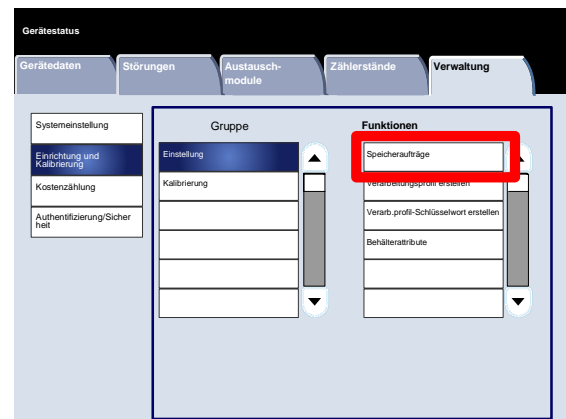 Gerätestatus
Gerätedaten
Störungen
Austausch-
module
Zählerstände
Verwaltung
Systemeinstellung
Einrichtung und
Kalibrierung
Kostenzählung
Authentifizierung/Sicher
heit
Gruppe
Einstellung
Kalibrierung
Funktionen
Speicheraufträge
Verarbeitungsprofil erstellen
Verarb.profil-Schlüsselwort erstellen
Behälterattribute